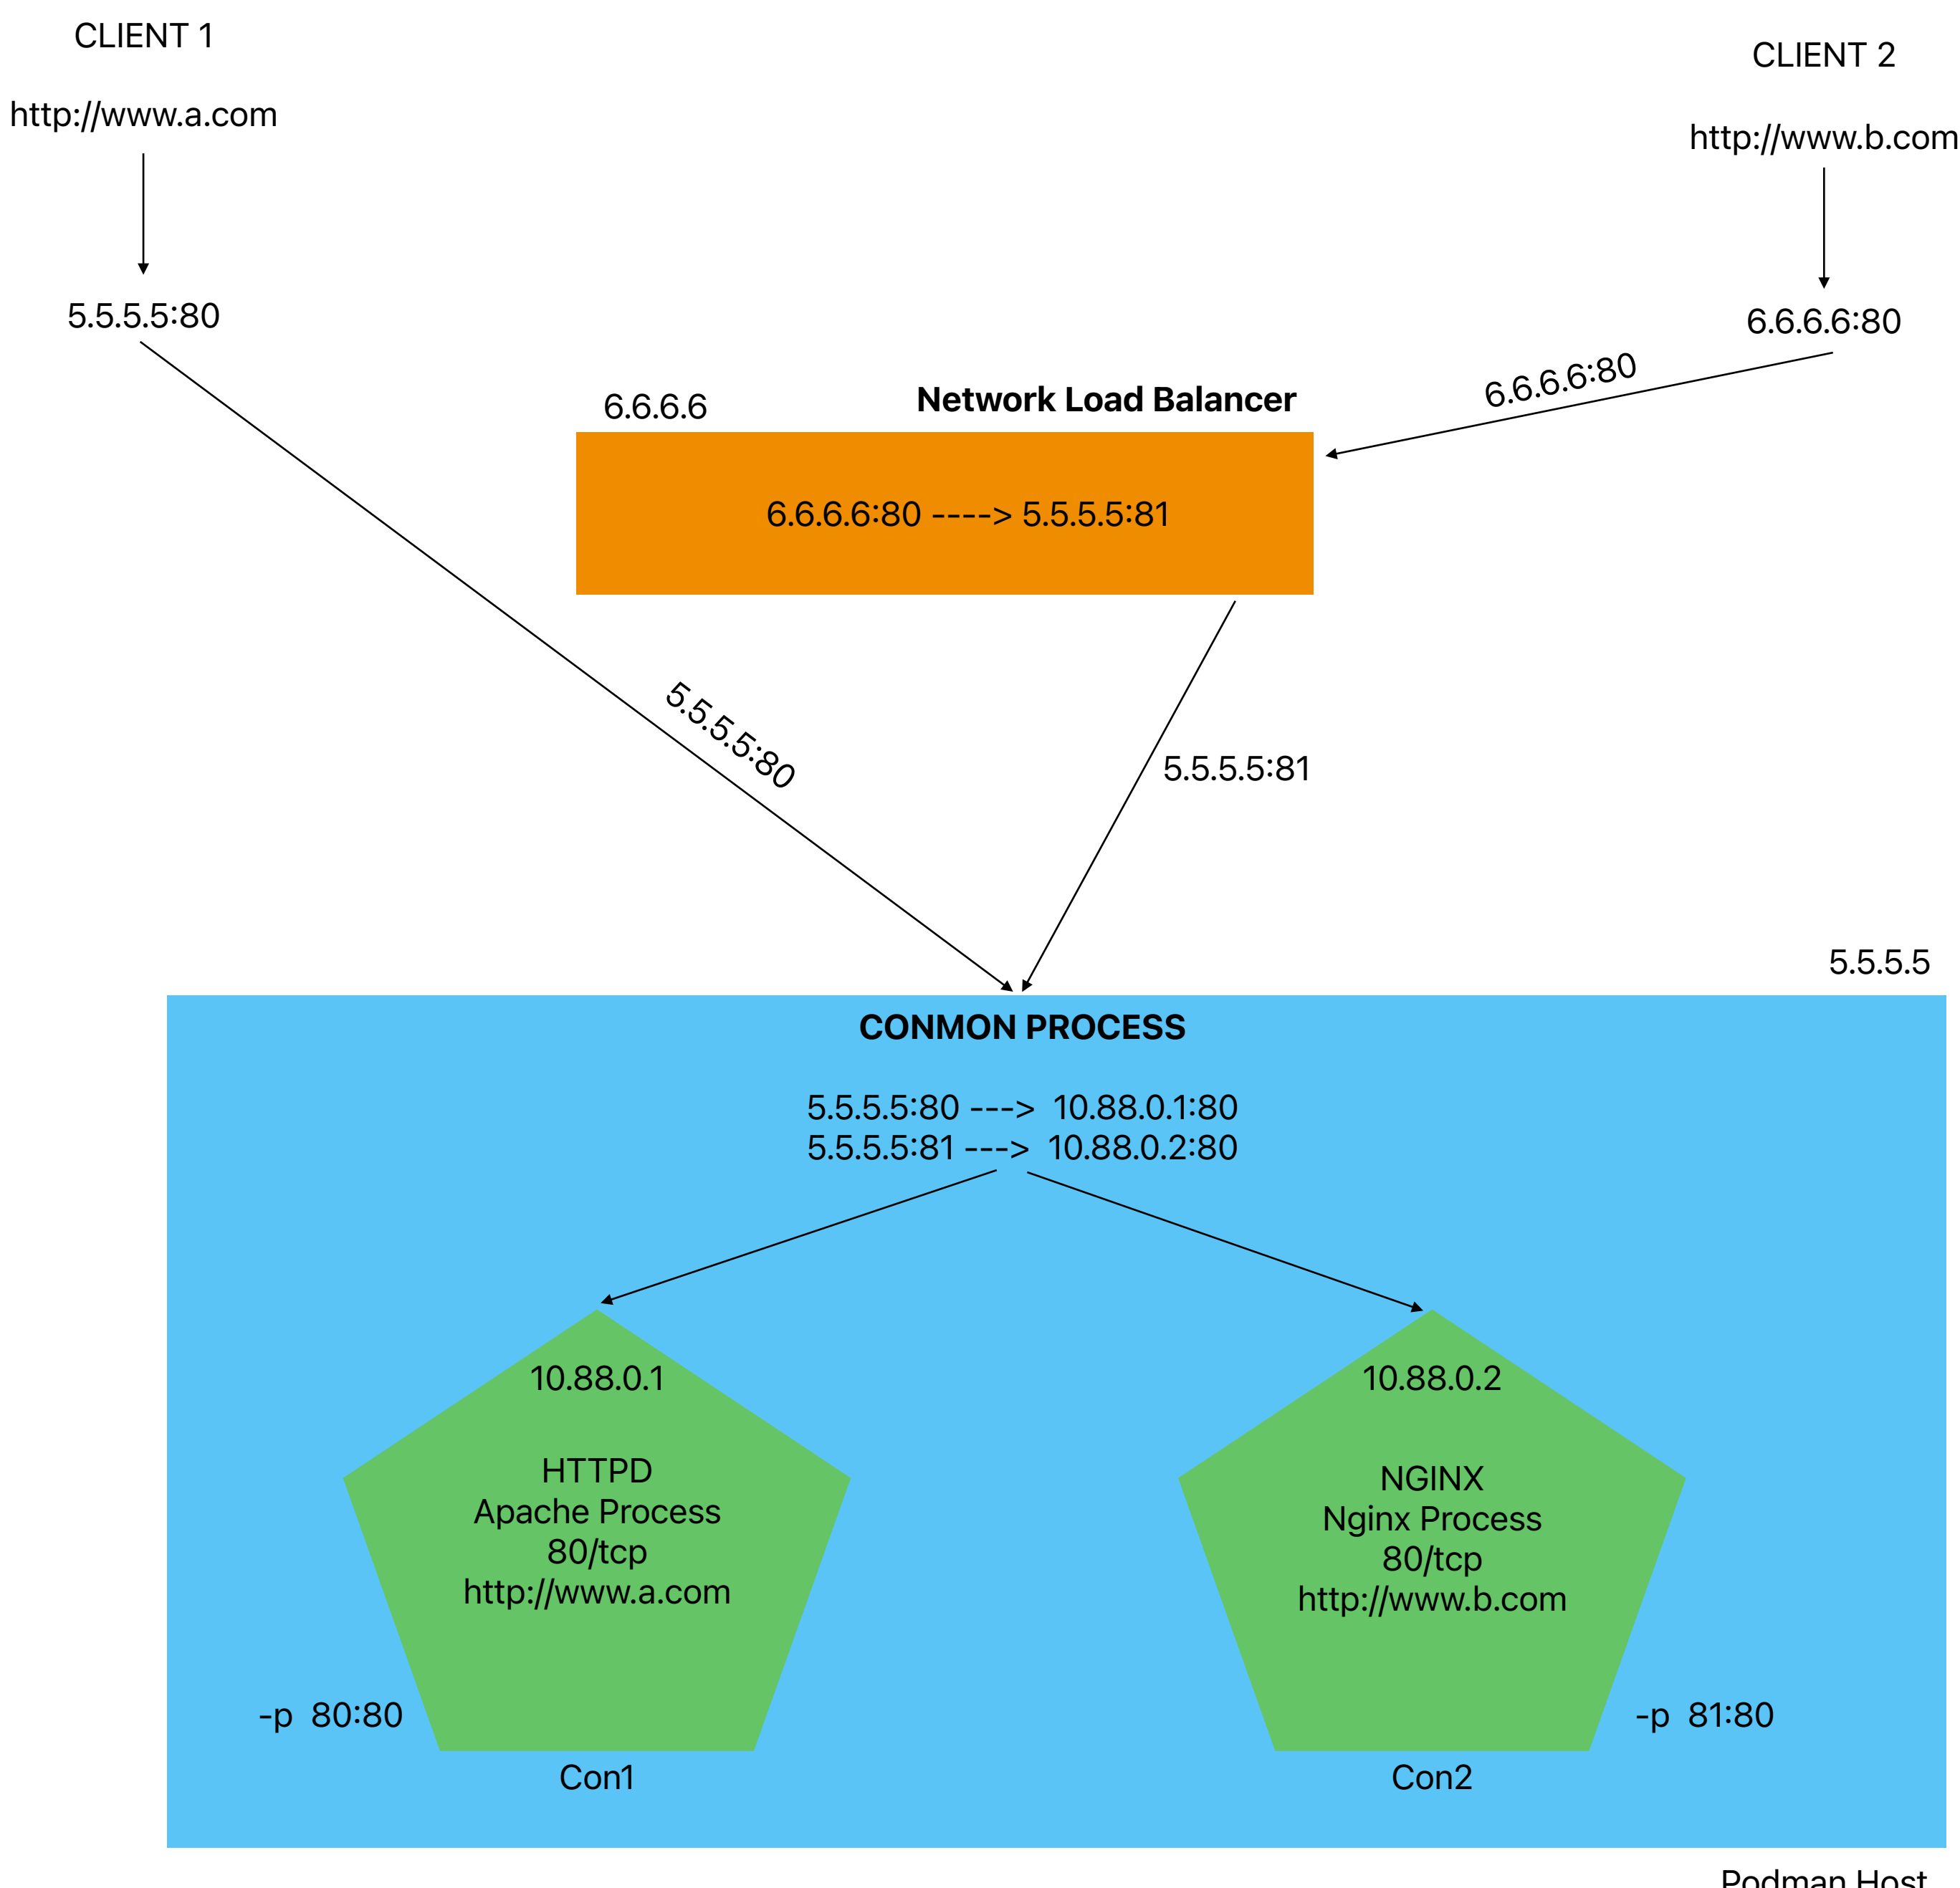 CLIENT 1
CLIENT 2
http://www.a.com
http://www.b.com
5.5.5.5:80
6.6.6.6:80
6.6.6.6:80
6.6.6.6
Network Load Balancer
6.6.6.6:80 ----> 5.5.5.5:81
5.5.5.5:80
5.5.5.5:81
5.5.5.5
CONMON PROCESS
5.5.5.5:80 ---> 10.88.0.1:80
5.5.5.5:81 ---> 10.88.0.2:80
10.88.0.1
HTTPD
Apache Process
80/tcp
http://www.a.com
10.88.0.2
NGINX
Nginx Process
80/tcp
http://www.b.com
-p 80:80
-p 81:80
Con1
Con2
Podman Host